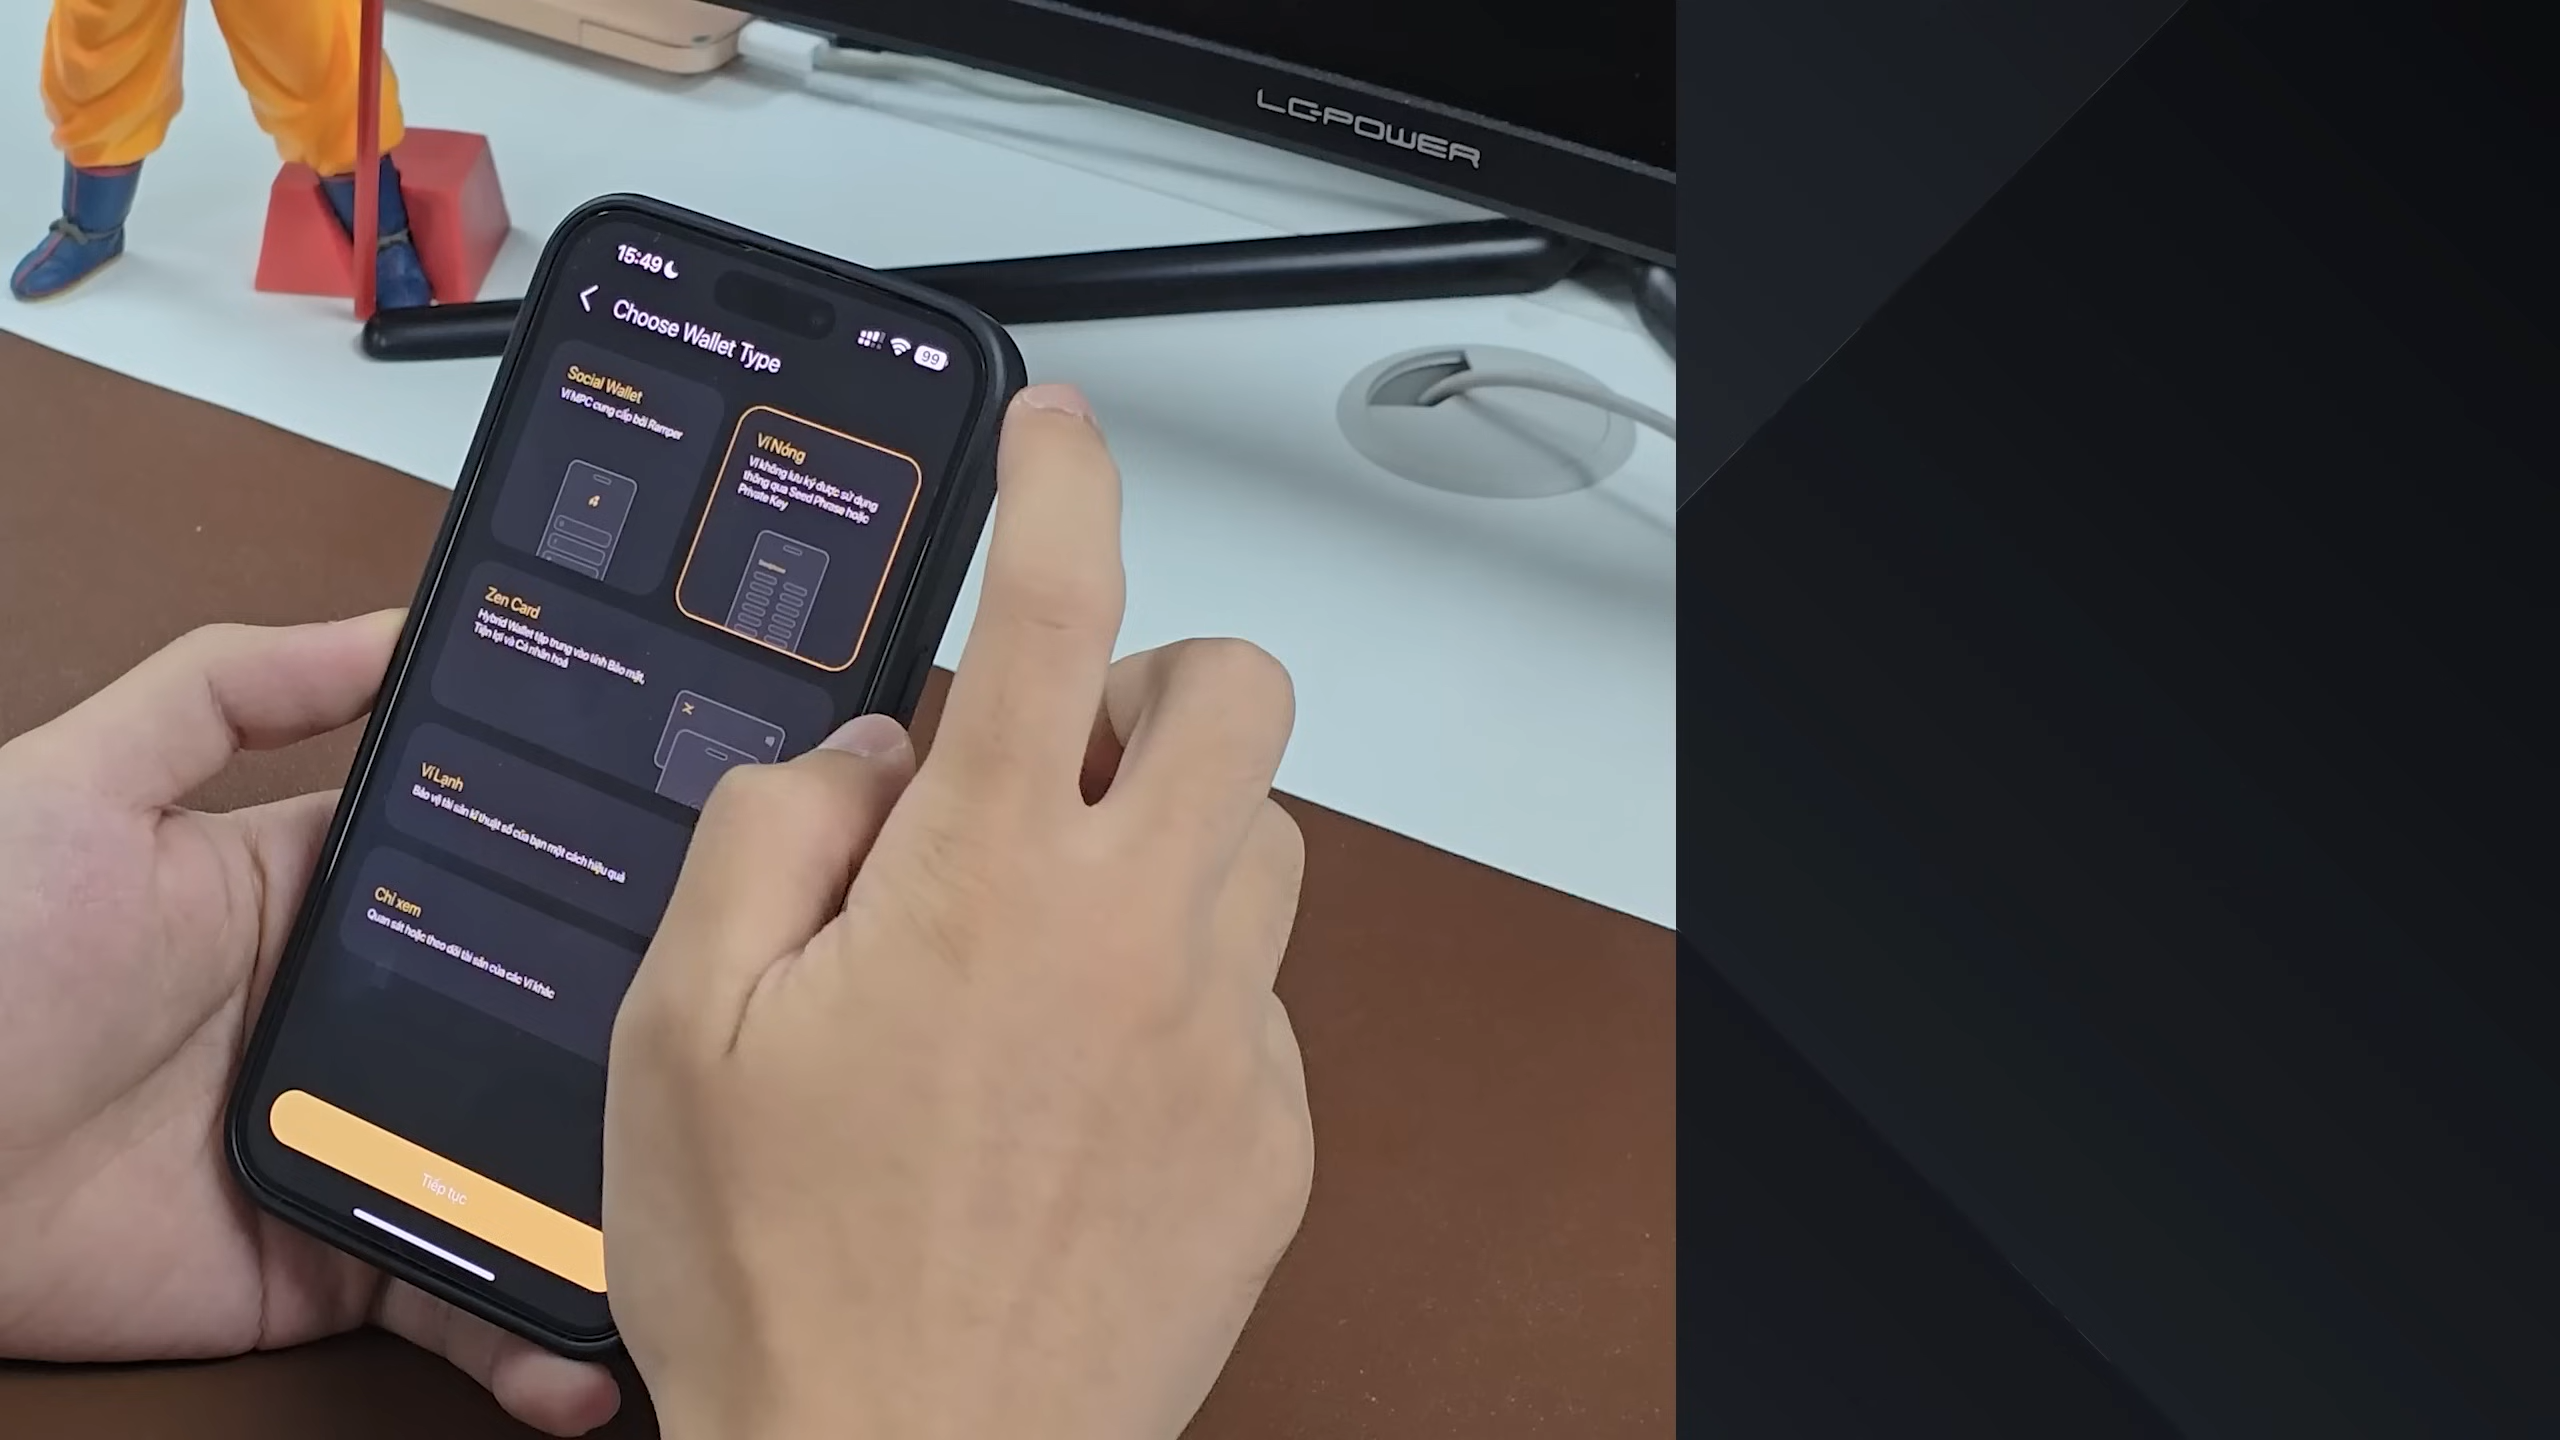 LG-POWER
15:49
99
Choose Wallet Type
Social Wallet
Ví MPC cung cấp bởi Ramper
Ví Nóng
Ví không lưu ký được sử dụng
thông qua Seed Phrase hoặc
Private Key
Zen Card
Hybrid Wallet tập trung vào tính Bảo mật,
Tiện lợi và Cá nhân hoá
Ví Lạnh
Bảo vệ tài sản kĩ thuật số của bạn một cách hiệu quả
Chỉ xem
Quan sát hoặc theo dõi tài sản của các Ví khác
Tiếp tục